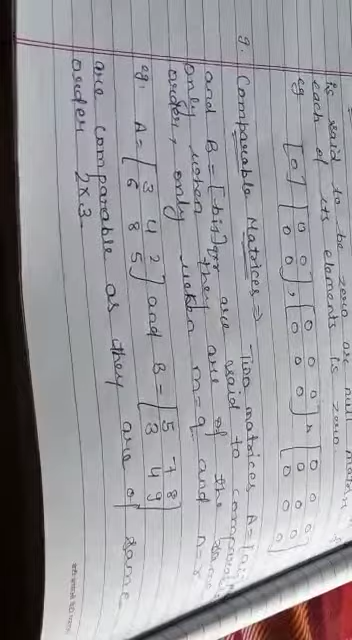 is said to be zero or null matrix if
each of its elements is zero.
eg [0], [0 0 0 0], [0 0 0 0 0 0], [0 0 0 0 0 0 0 0 0]
9. Comparable Matrices ⇒ Two matrices A = [aij]
and B = [bij]qxr are said to comparable
only when they are of the same
order, only when m = q and n = r
eg. A = [3 4 2 6 8 5] and B = [5 -7 8 3 4 9]
are comparable as they are of same
order 2x3.